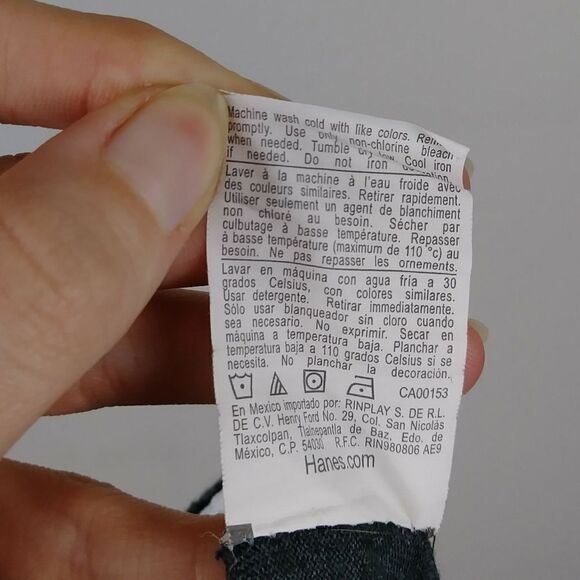 Machine wash cold with like colors.
promptly. Use only non-chlorine bleach
when needed. Tumble dry low. Cool iron
if needed. Do not iron
Laver à la machine à l'eau froide avec
des couleurs similaires. Retirer rapidement.
Utiliser seulement un agent de blanchiment
non chloré au besoin. Sécher par
culbutage à basse température. Repasser
à basse température (maximum de 110 °c) au
besoin. Ne pas repasser les ornements.
Lavar en máquina con agua fría a 30
grados Celsius, con colores similares.
Usar detergente. Retirar immediatamente.
Sólo usar blanqueador sin cloro cuando
sea necesario. No exprimir. Secar en
máquina a temperatura baja. Planchar a
temperatura baja a 110 grados Celsius si se
necesita. No planchar la decoración.
CA00153
En Mexico importado por: RINPLAY S. DE R.L.
DE C.V. Henry Ford No. 29, Col. San Nicolás
Tlaxcolpan, Tlalnepantla de Baz, Edo. de
México, C.P. 54030 R.F.C. RIN980806 AE9
Hanes.com